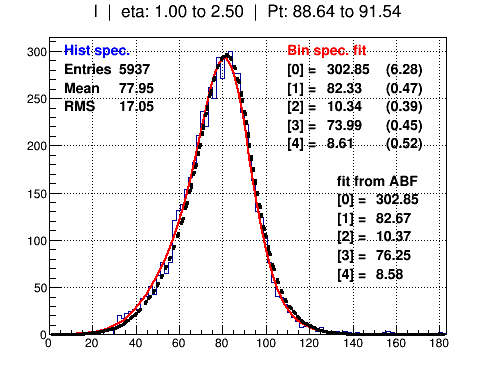 I | eta: 1.00 to 2.50 | Pt: 88.64 to 91.54
Hist spec.
Entries 5937
Mean 77.95
RMS 17.05
Bin spec. fit
[0] = 302.85 (6.28)
[1] = 82.33 (0.47)
[2] = 10.34 (0.39)
[3] = 73.99 (0.45)
[4] = 8.61 (0.52)
fit from ABF
[0] = 302.85
[1] = 82.67
[2] = 10.37
[3] = 76.25
[4] = 8.58
300
250
200
150
100
50
0
0 20 40 60 80 100 120 140 160 180